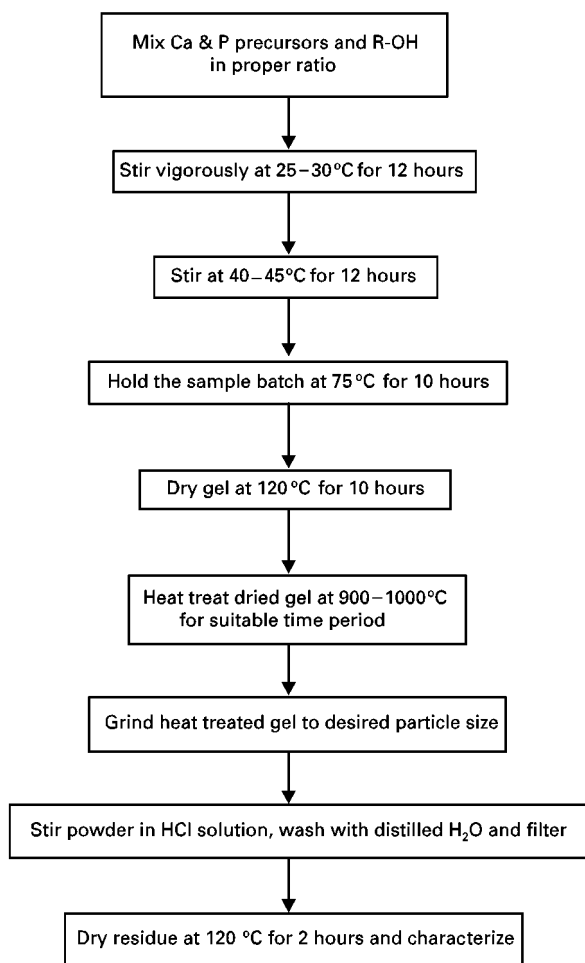 Mix Ca & P precursors and R-OH
in proper ratio
Stir vigorously at 25–30°C for 12 hours
Stir at 40–45°C for 12 hours
Hold the sample batch at 75°C for 10 hours
Dry gel at 120°C for 10 hours
Heat treat dried gel at 900–1000°C
for suitable time period
Grind heat treated gel to desired particle size
Stir powder in HCl solution, wash with distilled H₂O and filter
Dry residue at 120 °C for 2 hours and characterize